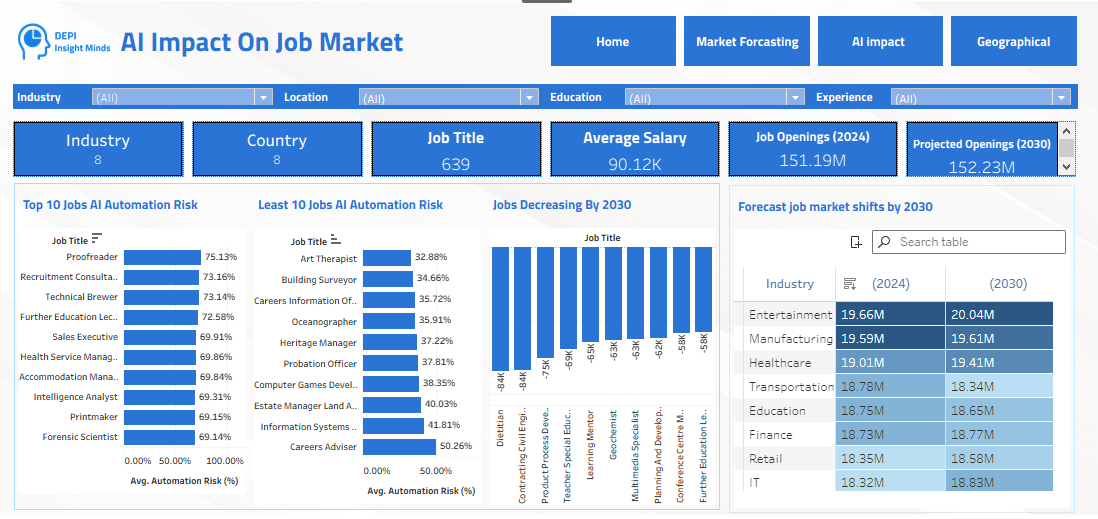 DEPI
Insight Minds
AI Impact On Job Market
Home
Market Forcasting
AI impact
Geographical
Industry
(All)
Location
(All)
Education
(All)
Experience
(All)
Industry
8
Country
8
Job Title
639
Average Salary
90.12K
Job Openings (2024)
151.19M
Projected Openings (2030)
152.23M
Top 10 Jobs AI Automation Risk
Job Title
Proofreader 75.13%
Recruitment Consulta.. 73.16%
Technical Brewer 73.14%
Further Education Lec.. 72.58%
Sales Executive 69.91%
Health Service Manag.. 69.86%
Accommodation Mana.. 69.84%
Intelligence Analyst 69.31%
Printmaker 69.15%
Forensic Scientist 69.14%
0.00% 50.00% 100.00%
Avg. Automation Risk (%)
Least 10 Jobs AI Automation Risk
Job Title
Art Therapist 32.88%
Building Surveyor 34.66%
Careers Information Of.. 35.72%
Oceanographer 35.91%
Heritage Manager 37.22%
Probation Officer 37.81%
Computer Games Devel.. 38.35%
Estate Manager Land A.. 40.03%
Information Systems .. 41.81%
Careers Adviser 50.26%
0.00% 50.00%
Avg. Automation Risk (%)
Jobs Decreasing By 2030
Job Title
-84K
-84K
-75K
-69K
-65K
-63K
-63K
-62K
-58K
-58K
Dietitian
Contracting Civil Engi..
Product Process Deve..
Teacher Special Educ..
Learning Mentor
Geochemist
Multimedia Specialist
Planning And Develop..
Conference Centre M..
Further Education Le..
Forecast job market shifts by 2030
Search table
Industry (2024) (2030)
Entertainment 19.66M 20.04M
Manufacturing 19.59M 19.61M
Healthcare 19.01M 19.41M
Transportation 18.78M 18.34M
Education 18.75M 18.65M
Finance 18.73M 18.77M
Retail 18.35M 18.58M
IT 18.32M 18.83M